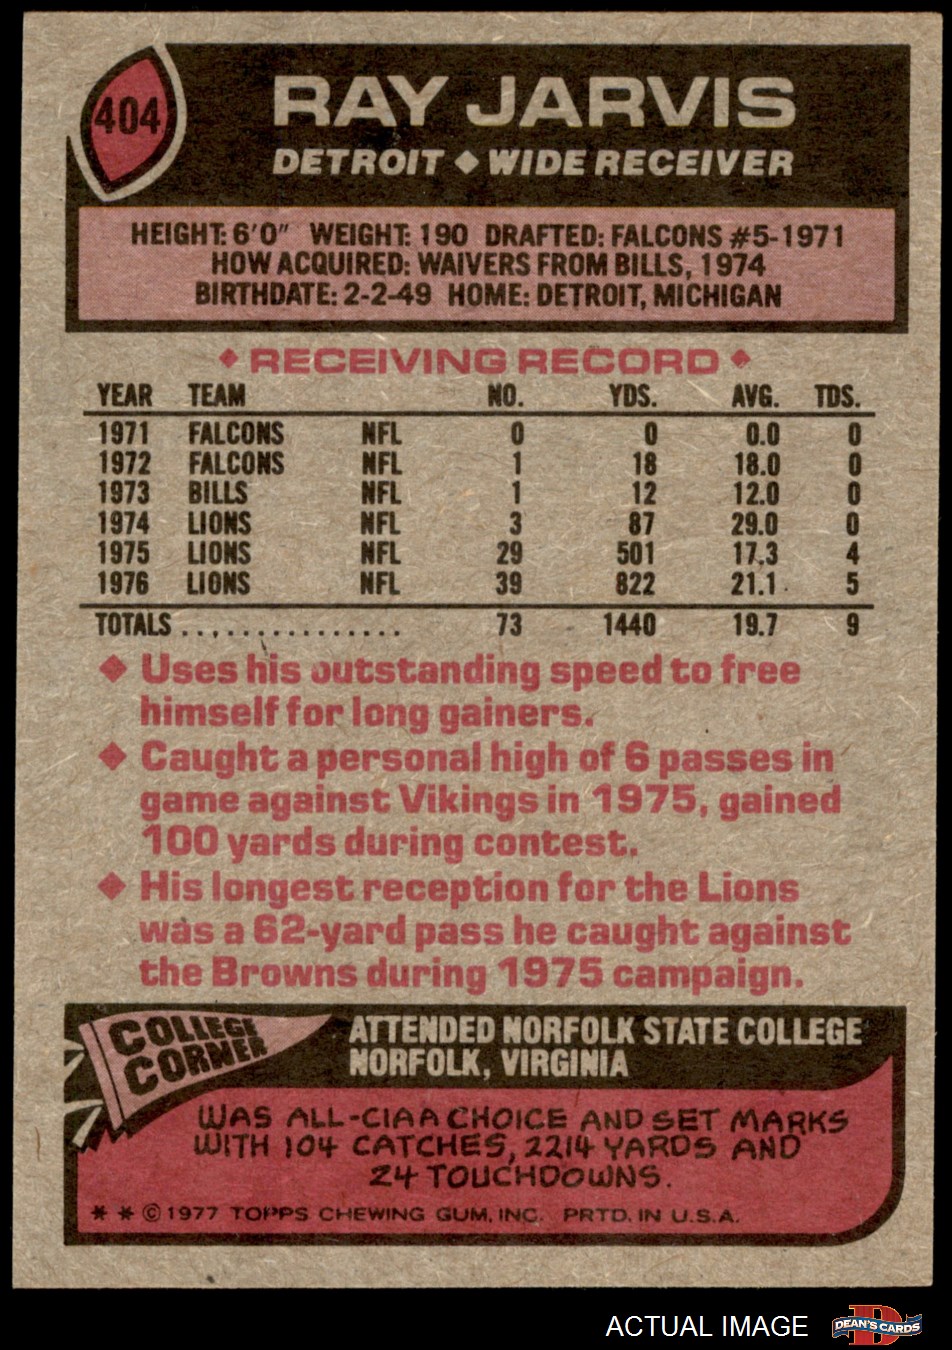 404
RAY JARVIS
DETROIT ◆ WIDE RECEIVER
HEIGHT: 6'0" WEIGHT: 190 DRAFTED: FALCONS #5-1971
HOW ACQUIRED: WAIVERS FROM BILLS, 1974
BIRTHDATE: 2-2-49 HOME: DETROIT, MICHIGAN
◆ RECEIVING RECORD ◆
YEAR TEAM NO. YDS. AVG. TDS.
1971 FALCONS NFL 0 0 0.0 0
1972 FALCONS NFL 1 18 18.0 0
1973 BILLS NFL 1 12 12.0 0
1974 LIONS NFL 3 87 29.0 0
1975 LIONS NFL 29 501 17.3 4
1976 LIONS NFL 39 822 21.1 5
TOTALS ............... 73 1440 19.7 9
◆ Uses his outstanding speed to free
himself for long gainers.
◆ Caught a personal high of 6 passes in
game against Vikings in 1975, gained
100 yards during contest.
◆ His longest reception for the Lions
was a 62-yard pass he caught against
the Browns during 1975 campaign.
COLLEGE
CORNER
ATTENDED NORFOLK STATE COLLEGE
NORFOLK, VIRGINIA
WAS ALL-CIAA CHOICE AND SET MARKS
WITH 104 CATCHES, 2214 YARDS AND
24 TOUCHDOWNS.
* * © 1977 TOPPS CHEWING GUM, INC. PRTD. IN U.S.A.
ACTUAL IMAGE
D
DEAN'S CARDS